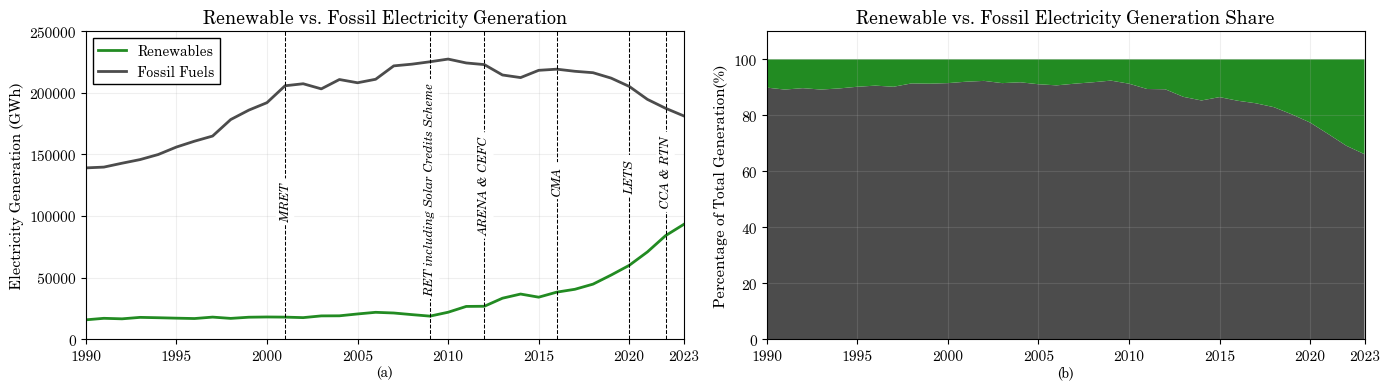 Renewable vs. Fossil Electricity Generation
Renewables
Fossil Fuels
Electricity Generation (GWh)
250000
200000
150000
100000
50000
0
MRET
RET including Solar Credits Scheme
ARENA & CEFC
CMA
LETS
CCA & RTN
1990
1995
2000
2005
2010
2015
2020
2023
(a)
Renewable vs. Fossil Electricity Generation Share
Percentage of Total Generation(%)
100
80
60
40
20
0
1990
1995
2000
2005
2010
2015
2020
2023
(b)